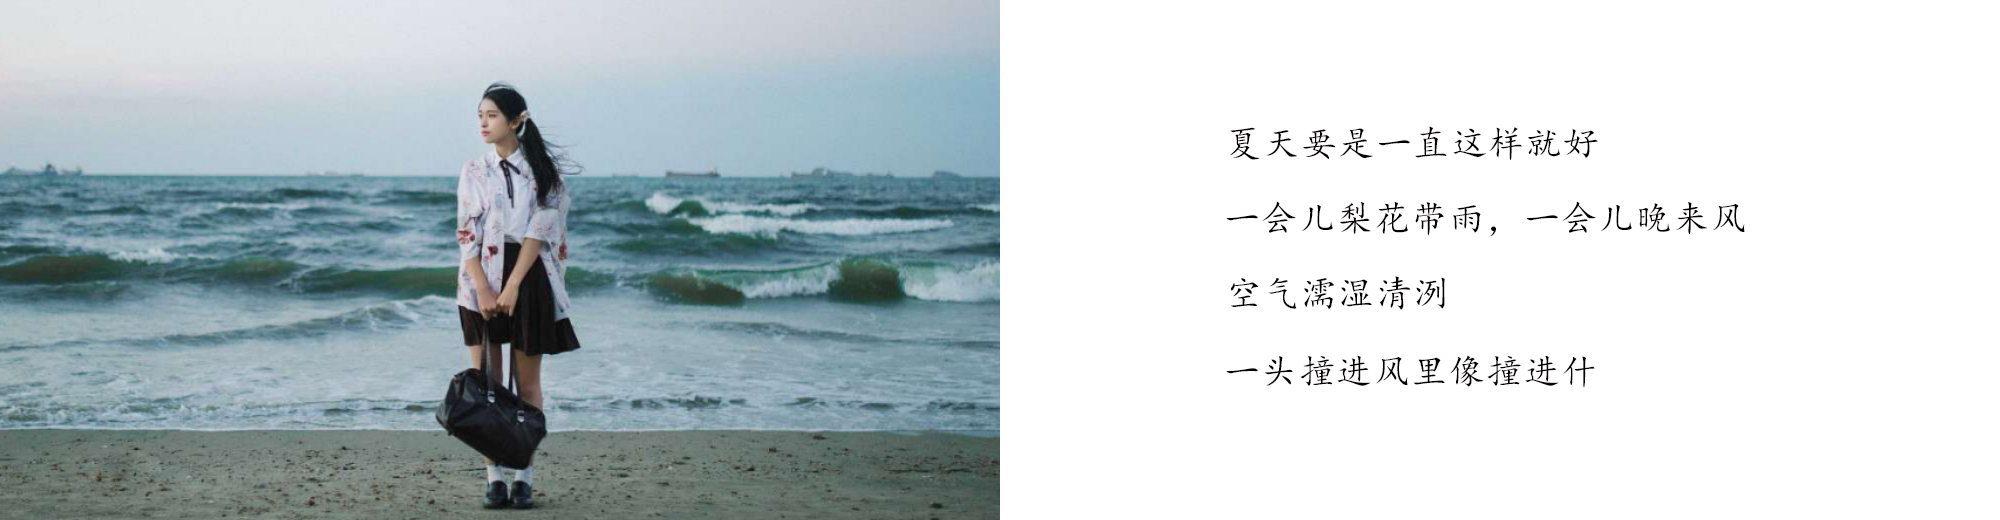 夏天要是一直这样就好
一会儿梨花带雨，一会儿晚来风
空气濡湿清洌
一头撞进风里像撞进什